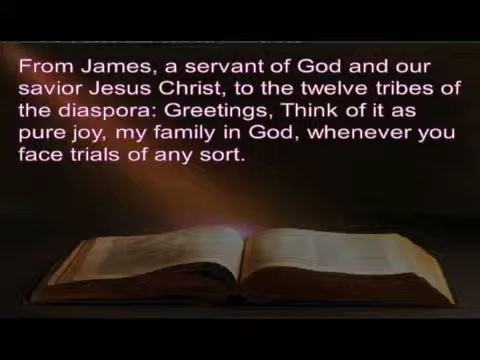 From James, a servant of God and our
savior Jesus Christ, to the twelve tribes of
the diaspora: Greetings, Think of it as
pure joy, my family in God, whenever you
face trials of any sort.